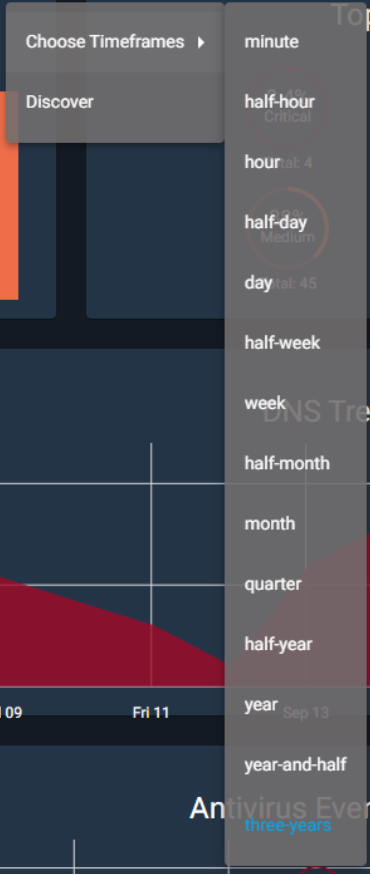 Top
Choose Timeframes
Discover
minute
half-hour
Critical
hour
tal: 4
half-day
Medium
day
tal: 45
half-week
week
DNS Tre
half-month
month
quarter
half-year
09
Fri 11
year
Sep 13
year-and-half
Antivirus Ever
three-years